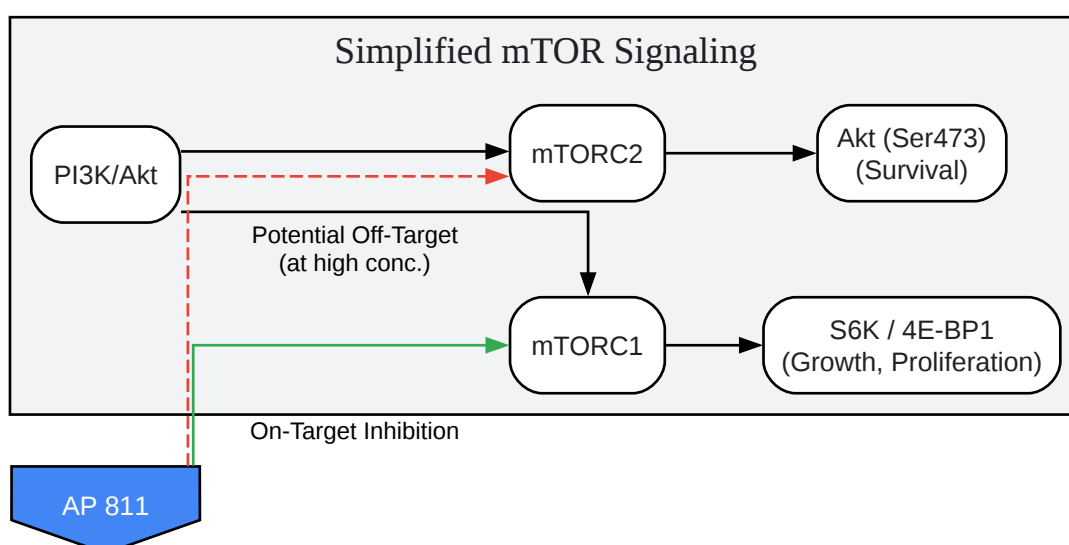 Simplified mTOR Signaling
PI3K/Akt
mTORC2
Akt (Ser473)
(Survival)
Potential Off-Target
(at high conc.)
mTORC1
S6K / 4E-BP1
(Growth, Proliferation)
On-Target Inhibition
AP 811